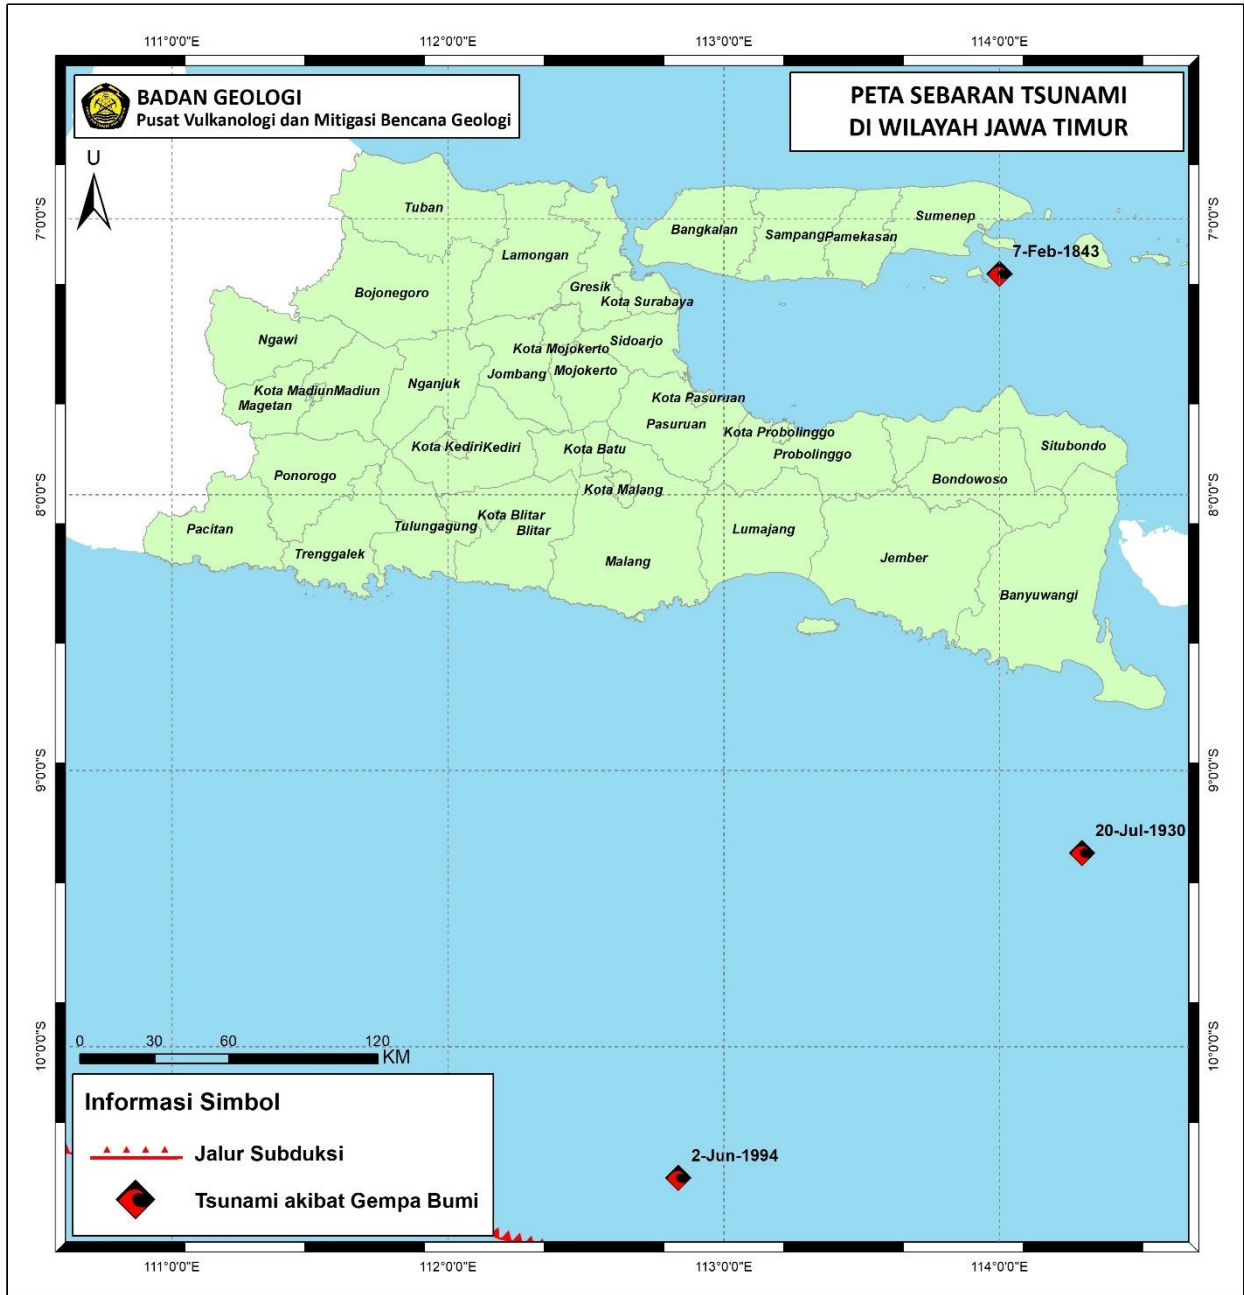 111°0'0"E
112°0'0"E
113°0'0"E
114°0'0"E
BADAN GEOLOGI
Pusat Vulkanologi dan Mitigasi Bencana Geologi
PETA SEBARAN TSUNAMI
DI WILAYAH JAWA TIMUR
U
7°0'0"S
7°0'0"S
Tuban
Bangkalan
Sampang
Pamekasan
Sumenep
Lamongan
7-Feb-1843
Bojonegoro
Gresik
Kota Surabaya
Ngawi
Sidoarjo
Kota Mojokerto
Mojokerto
Jombang
Nganjuk
Kota Madiun
Madiun
Magetan
Kota Pasuruan
Pasuruan
Kota Probolinggo
Probolinggo
Situbondo
Kota Kediri
Kediri
Kota Batu
Ponorogo
Bondowoso
Kota Malang
8°0'0"S
8°0'0"S
Pacitan
Tulungagung
Kota Blitar
Blitar
Lumajang
Trenggalek
Malang
Jember
Banyuwangi
9°0'0"S
9°0'0"S
20-Jul-1930
10°0'0"S
10°0'0"S
0 30 60 120
KM
Informasi Simbol
Jalur Subduksi
Tsunami akibat Gempa Bumi
2-Jun-1994
111°0'0"E
112°0'0"E
113°0'0"E
114°0'0"E